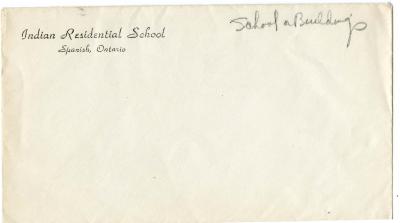 Indian Residential School
Spanish, Ontario
School & Buildings